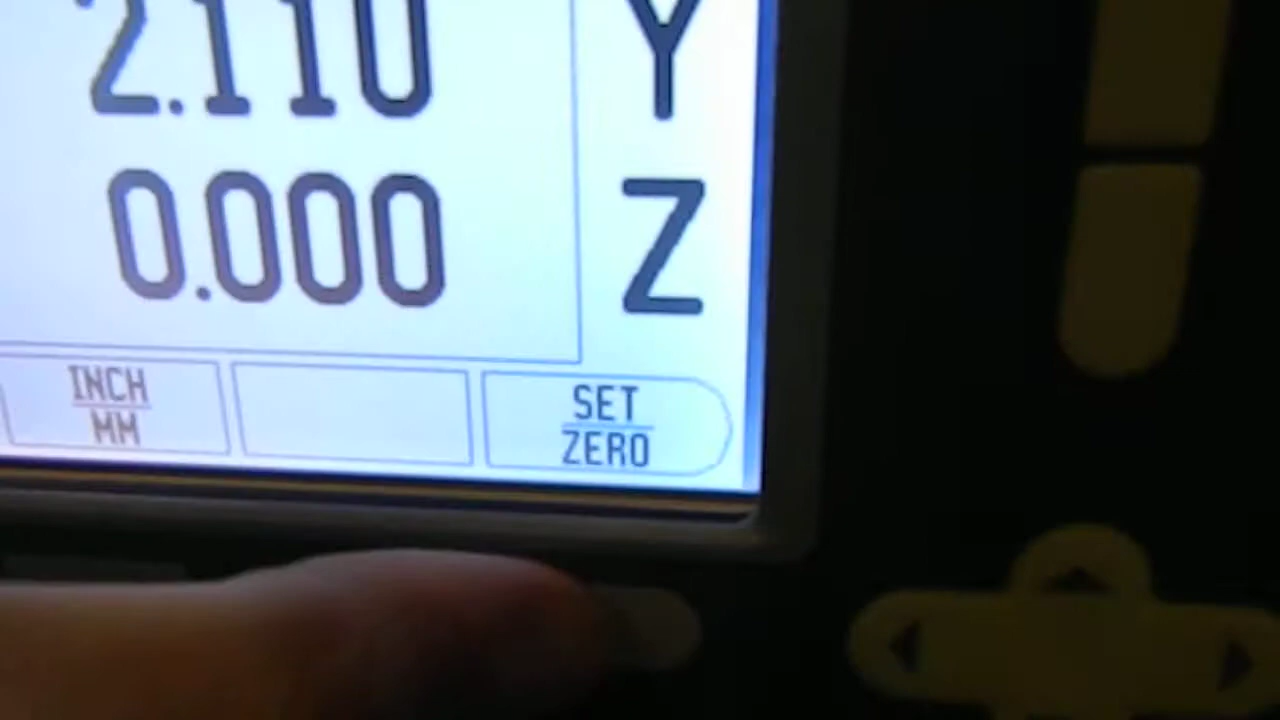 2.110 Y
0.000 Z
INCH
MM
SET
ZERO